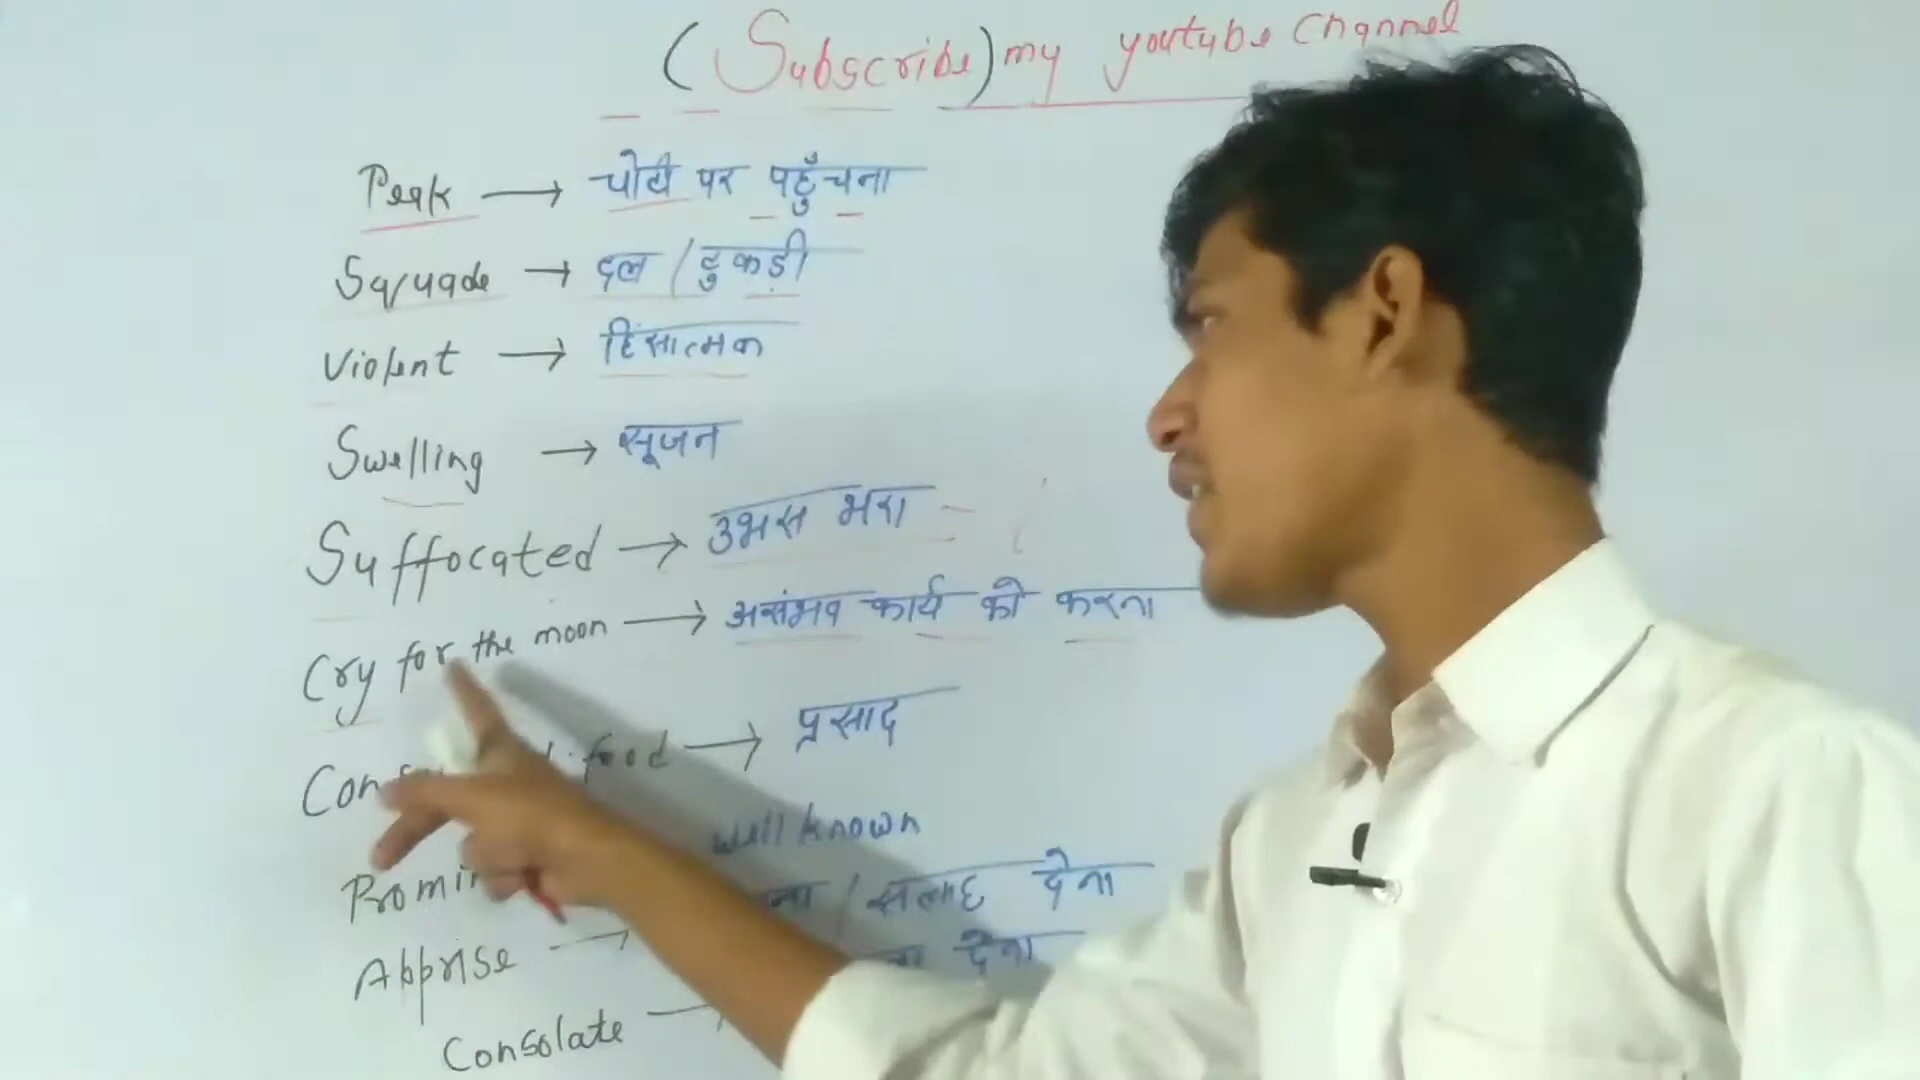 (Subscribe) my youtube channel
Peak → चोटी पर पहुँचना
Squade → दल / टुकड़ी
Violent → हिंसात्मक
Swelling → सूजन
Suffocated → उभस भरा
Cry for the moon → असंभव कार्य को करना
food → प्रसाद
well known
Apprise → / सलाह देना
Consolate → देना